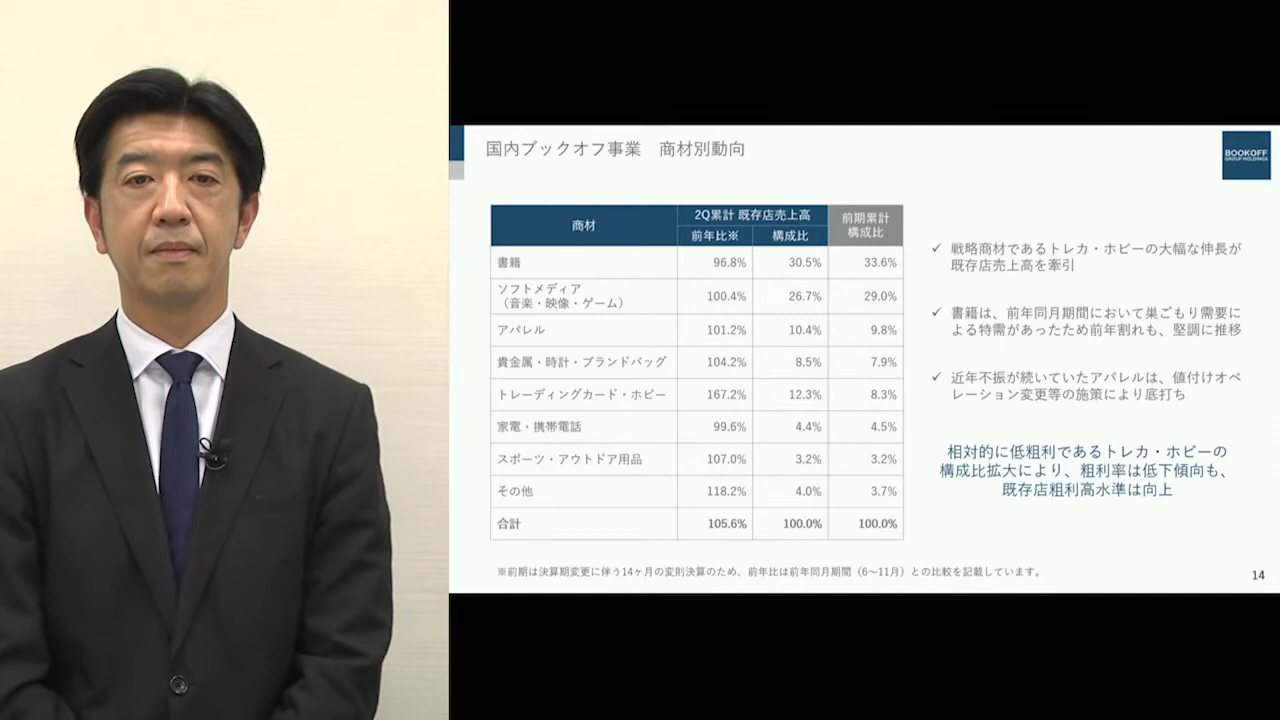 国内ブックオフ事業　商材別動向
BOOKOFF
GROUP HOLDINGS
商材
2Q累計 既存店売上高
前年比※
構成比
前期累計
構成比
書籍 96.8% 30.5% 33.6%
ソフトメディア
（音楽・映像・ゲーム） 100.4% 26.7% 29.0%
アパレル 101.2% 10.4% 9.8%
貴金属・時計・ブランドバッグ 104.2% 8.5% 7.9%
トレーディングカード・ホビー 167.2% 12.3% 8.3%
家電・携帯電話 99.6% 4.4% 4.5%
スポーツ・アウトドア用品 107.0% 3.2% 3.2%
その他 118.2% 4.0% 3.7%
合計 105.6% 100.0% 100.0%
✓ 戦略商材であるトレカ・ホビーの大幅な伸長が
既存店売上高を牽引
✓ 書籍は、前年同月期間において巣ごもり需要に
よる特需があったため前年割れも、堅調に推移
✓ 近年不振が続いていたアパレルは、値付けオペ
レーション変更等の施策により底打ち
相対的に低粗利であるトレカ・ホビーの
構成比拡大により、粗利率は低下傾向も、
既存店粗利高水準は向上
※前期は決算期変更に伴う14ヶ月の変則決算のため、前年比は前年同月期間（6～11月）との比較を記載しています。
14